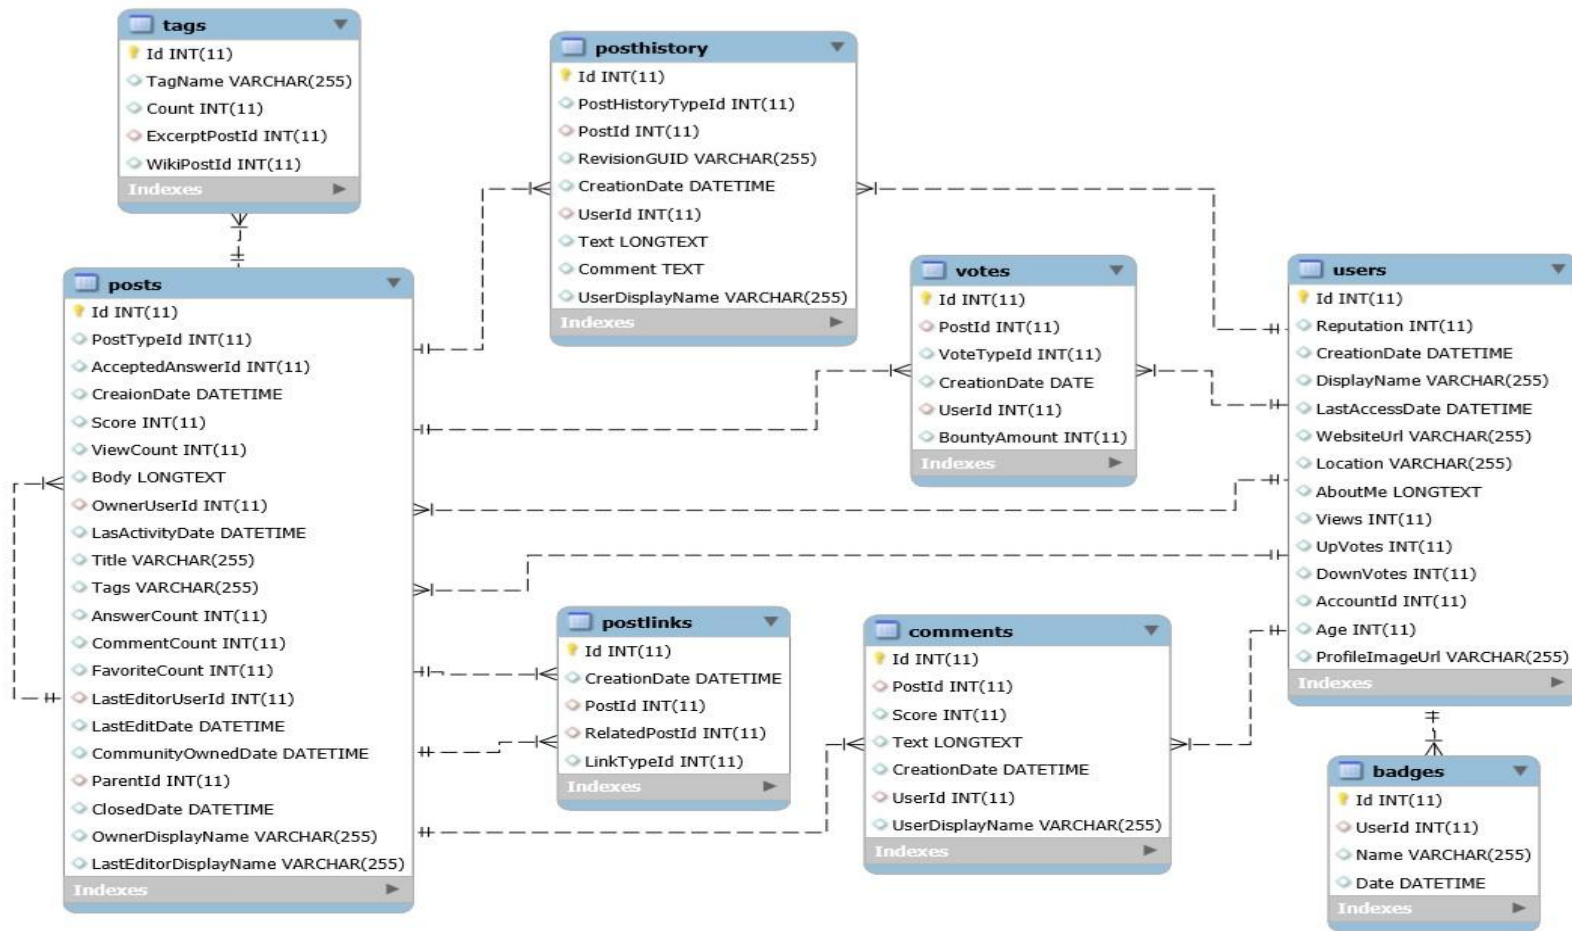 tags
Id INT(11)
TagName VARCHAR(255)
Count INT(11)
ExcerptPostId INT(11)
WikiPostId INT(11)
Indexes
posthistory
Id INT(11)
PostHistoryTypeId INT(11)
PostId INT(11)
RevisionGUID VARCHAR(255)
CreationDate DATETIME
UserId INT(11)
Text LONGTEXT
Comment TEXT
UserDisplayName VARCHAR(255)
Indexes
posts
Id INT(11)
PostTypeId INT(11)
AcceptedAnswerId INT(11)
CreaionDate DATETIME
Score INT(11)
ViewCount INT(11)
Body LONGTEXT
OwnerUserId INT(11)
LasActivityDate DATETIME
Title VARCHAR(255)
Tags VARCHAR(255)
AnswerCount INT(11)
CommentCount INT(11)
FavoriteCount INT(11)
LastEditorUserId INT(11)
LastEditDate DATETIME
CommunityOwnedDate DATETIME
ParentId INT(11)
ClosedDate DATETIME
OwnerDisplayName VARCHAR(255)
LastEditorDisplayName VARCHAR(255)
Indexes
votes
Id INT(11)
PostId INT(11)
VoteTypeId INT(11)
CreationDate DATE
UserId INT(11)
BountyAmount INT(11)
Indexes
users
Id INT(11)
Reputation INT(11)
CreationDate DATETIME
DisplayName VARCHAR(255)
LastAccessDate DATETIME
WebsiteUrl VARCHAR(255)
Location VARCHAR(255)
AboutMe LONGTEXT
Views INT(11)
UpVotes INT(11)
DownVotes INT(11)
AccountId INT(11)
Age INT(11)
ProfileImageUrl VARCHAR(255)
Indexes
postlinks
Id INT(11)
CreationDate DATETIME
PostId INT(11)
RelatedPostId INT(11)
LinkTypeId INT(11)
Indexes
comments
Id INT(11)
PostId INT(11)
Score INT(11)
Text LONGTEXT
CreationDate DATETIME
UserId INT(11)
UserDisplayName VARCHAR(255)
Indexes
badges
Id INT(11)
UserId INT(11)
Name VARCHAR(255)
Date DATETIME
Indexes